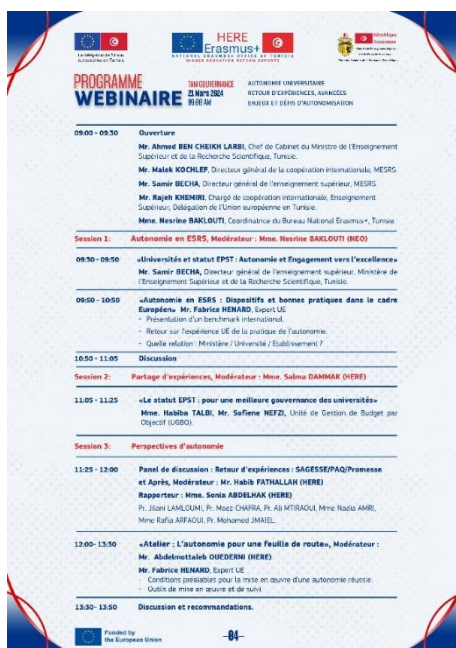 HERE
Erasmus+
NATIONAL ERASMUS+ OFFICE OF TUNISIA
HIGHER EDUCATION REFORM EXPERTS
PROGRAMME
WEBINAIRE
TAM GOUVERNANCE
21 Mars 2024
09:00 AM
AUTONOMIE UNIVERSITAIRE
RETOUR D'EXPÉRIENCES, AVANCÉES
ENJEUX ET DÉFIS D'AUTONOMISATION
09:00 - 09:30 Ouverture
Mr. Ahmed BEN CHEIKH LARBI, Chef de Cabinet du Ministre de l'Enseignement
Supérieur et de la Recherche Scientifique, Tunisie.
Mr. Malek KOCHLEF, Directeur général de la coopération internationale, MESRS.
Mr. Samir BECHA, Directeur général de l'enseignement supérieur, MESRS
Mr. Rajeh KHEMIRI, Chargé de coopération internationale, Enseignement
Supérieur, Délégation de l'Union européenne en Tunisie.
Mme. Nesrine BAKLOUTI, Coordinatrice du Bureau National Erasmus+, Tunisie.
Session 1: Autonomie en ESRS, Modérateur : Mme. Nesrine BAKLOUTI (NEO)
09:30 - 09:50 «Universités et statut EPST : Autonomie et Engagement vers l'excellence»
Mr. Samir BECHA, Directeur général de l'enseignement supérieur, Ministère de
l'Enseignement Supérieur et de la Recherche Scientifique, Tunisie.
09:50 - 10:50 «Autonomie en ESRS : Dispositifs et bonnes pratiques dans le cadre
Européen» Mr. Fabrice HENARD, Expert UE
- Présentation d'un benchmark international.
- Retour sur l'expérience UE de la pratique de l'autonomie.
- Quelle relation : Ministère / Université / Etablissement ?
10:50 - 11:05 Discussion
Session 2: Partage d'expériences, Modérateur : Mme. Salma DAMMAK (HERE)
11:05 - 11:25 «Le statut EPST : pour une meilleure gouvernance des universités»
Mme. Habiba TALBI, Mr. Sofiene NEFZI, Unité de Gestion de Budget par
Objectif (UGBO).
Session 3: Perspectives d'autonomie
11:25 - 12:00 Panel de discussion : Retour d'expériences : SAGESSE/PAQ/Promesse
et Après, Modérateur : Mr. Habib FATHALLAH (HERE)
Rapporteur : Mme. Sonia ABDELHAK (HERE)
Pr. Jilani LAMLOUMI, Pr. Moez CHAFRA, Pr. Ali MTIRAOUI, Mme Nadia AMRI,
Mme Rafia ARFAOUI, Pr. Mohamed JMAIEL.
12:00- 13:30 «Atelier : L'autonomie pour une feuille de route», Modérateur :
Mr. Abdelmottaleb OUEDERNI (HERE)
Mr. Fabrice HENARD, Expert UE
- Conditions préalables pour la mise en œuvre d'une autonomie réussie.
- Outils de mise en œuvre et de suivi
13:30- 13:50 Discussion et recommandations.
Funded by
the European Union
-04-